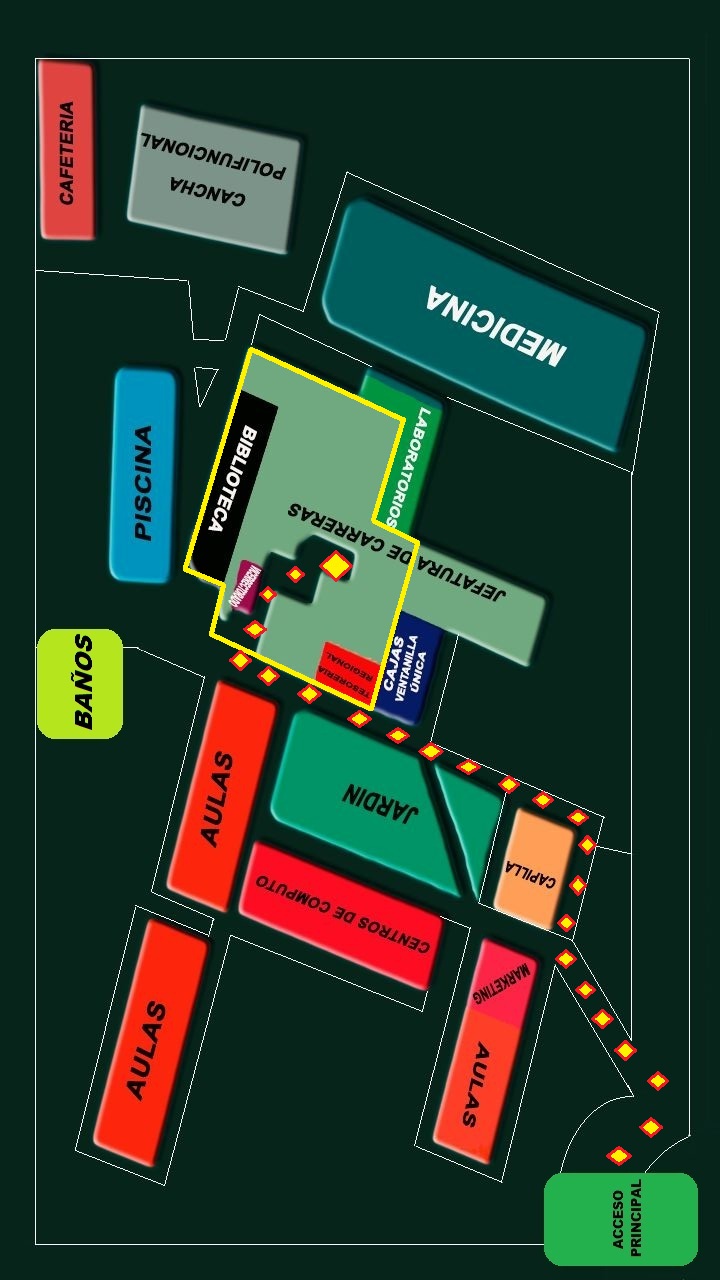 CAFETERIA
CANCHA
POLIFUNCIONAL
MEDICINA
PISCINA
BIBLIOTECA
LABORATORIOS
JEFATURA DE CARRERAS
VICERRECTORADO
TESORERIA
REGIONAL
CAJAS
VENTANILLA
ÚNICA
BAÑOS
AULAS
JARDIN
CAPILLA
CENTROS DE COMPUTO
AULAS
MARKETING
AULAS
ACCESO
PRINCIPAL